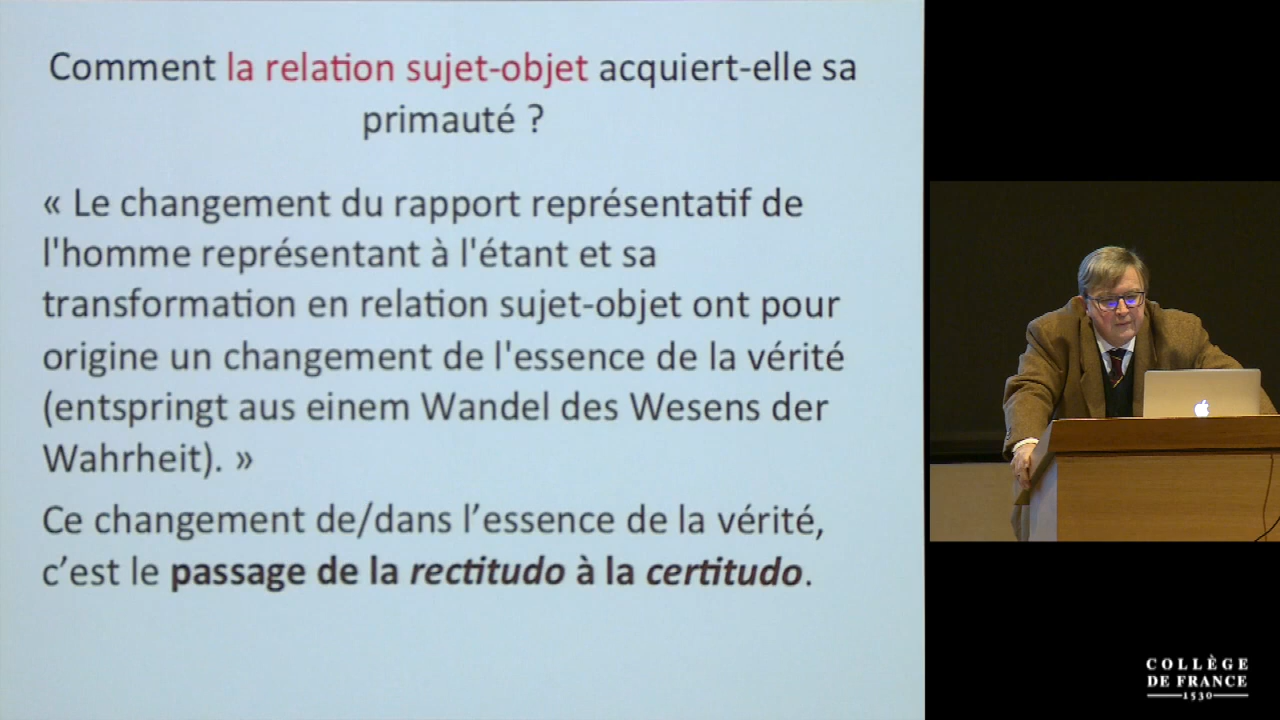 Comment la relation sujet-objet acquiert-elle sa
primauté ?
« Le changement du rapport représentatif de
l'homme représentant à l'étant et sa
transformation en relation sujet-objet ont pour
origine un changement de l'essence de la vérité
(entspringt aus einem Wandel des Wesens der
Wahrheit). »
Ce changement de/dans l’essence de la vérité,
c’est le passage de la rectitudo à la certitudo.
COLLÈGE
DE FRANCE
1530